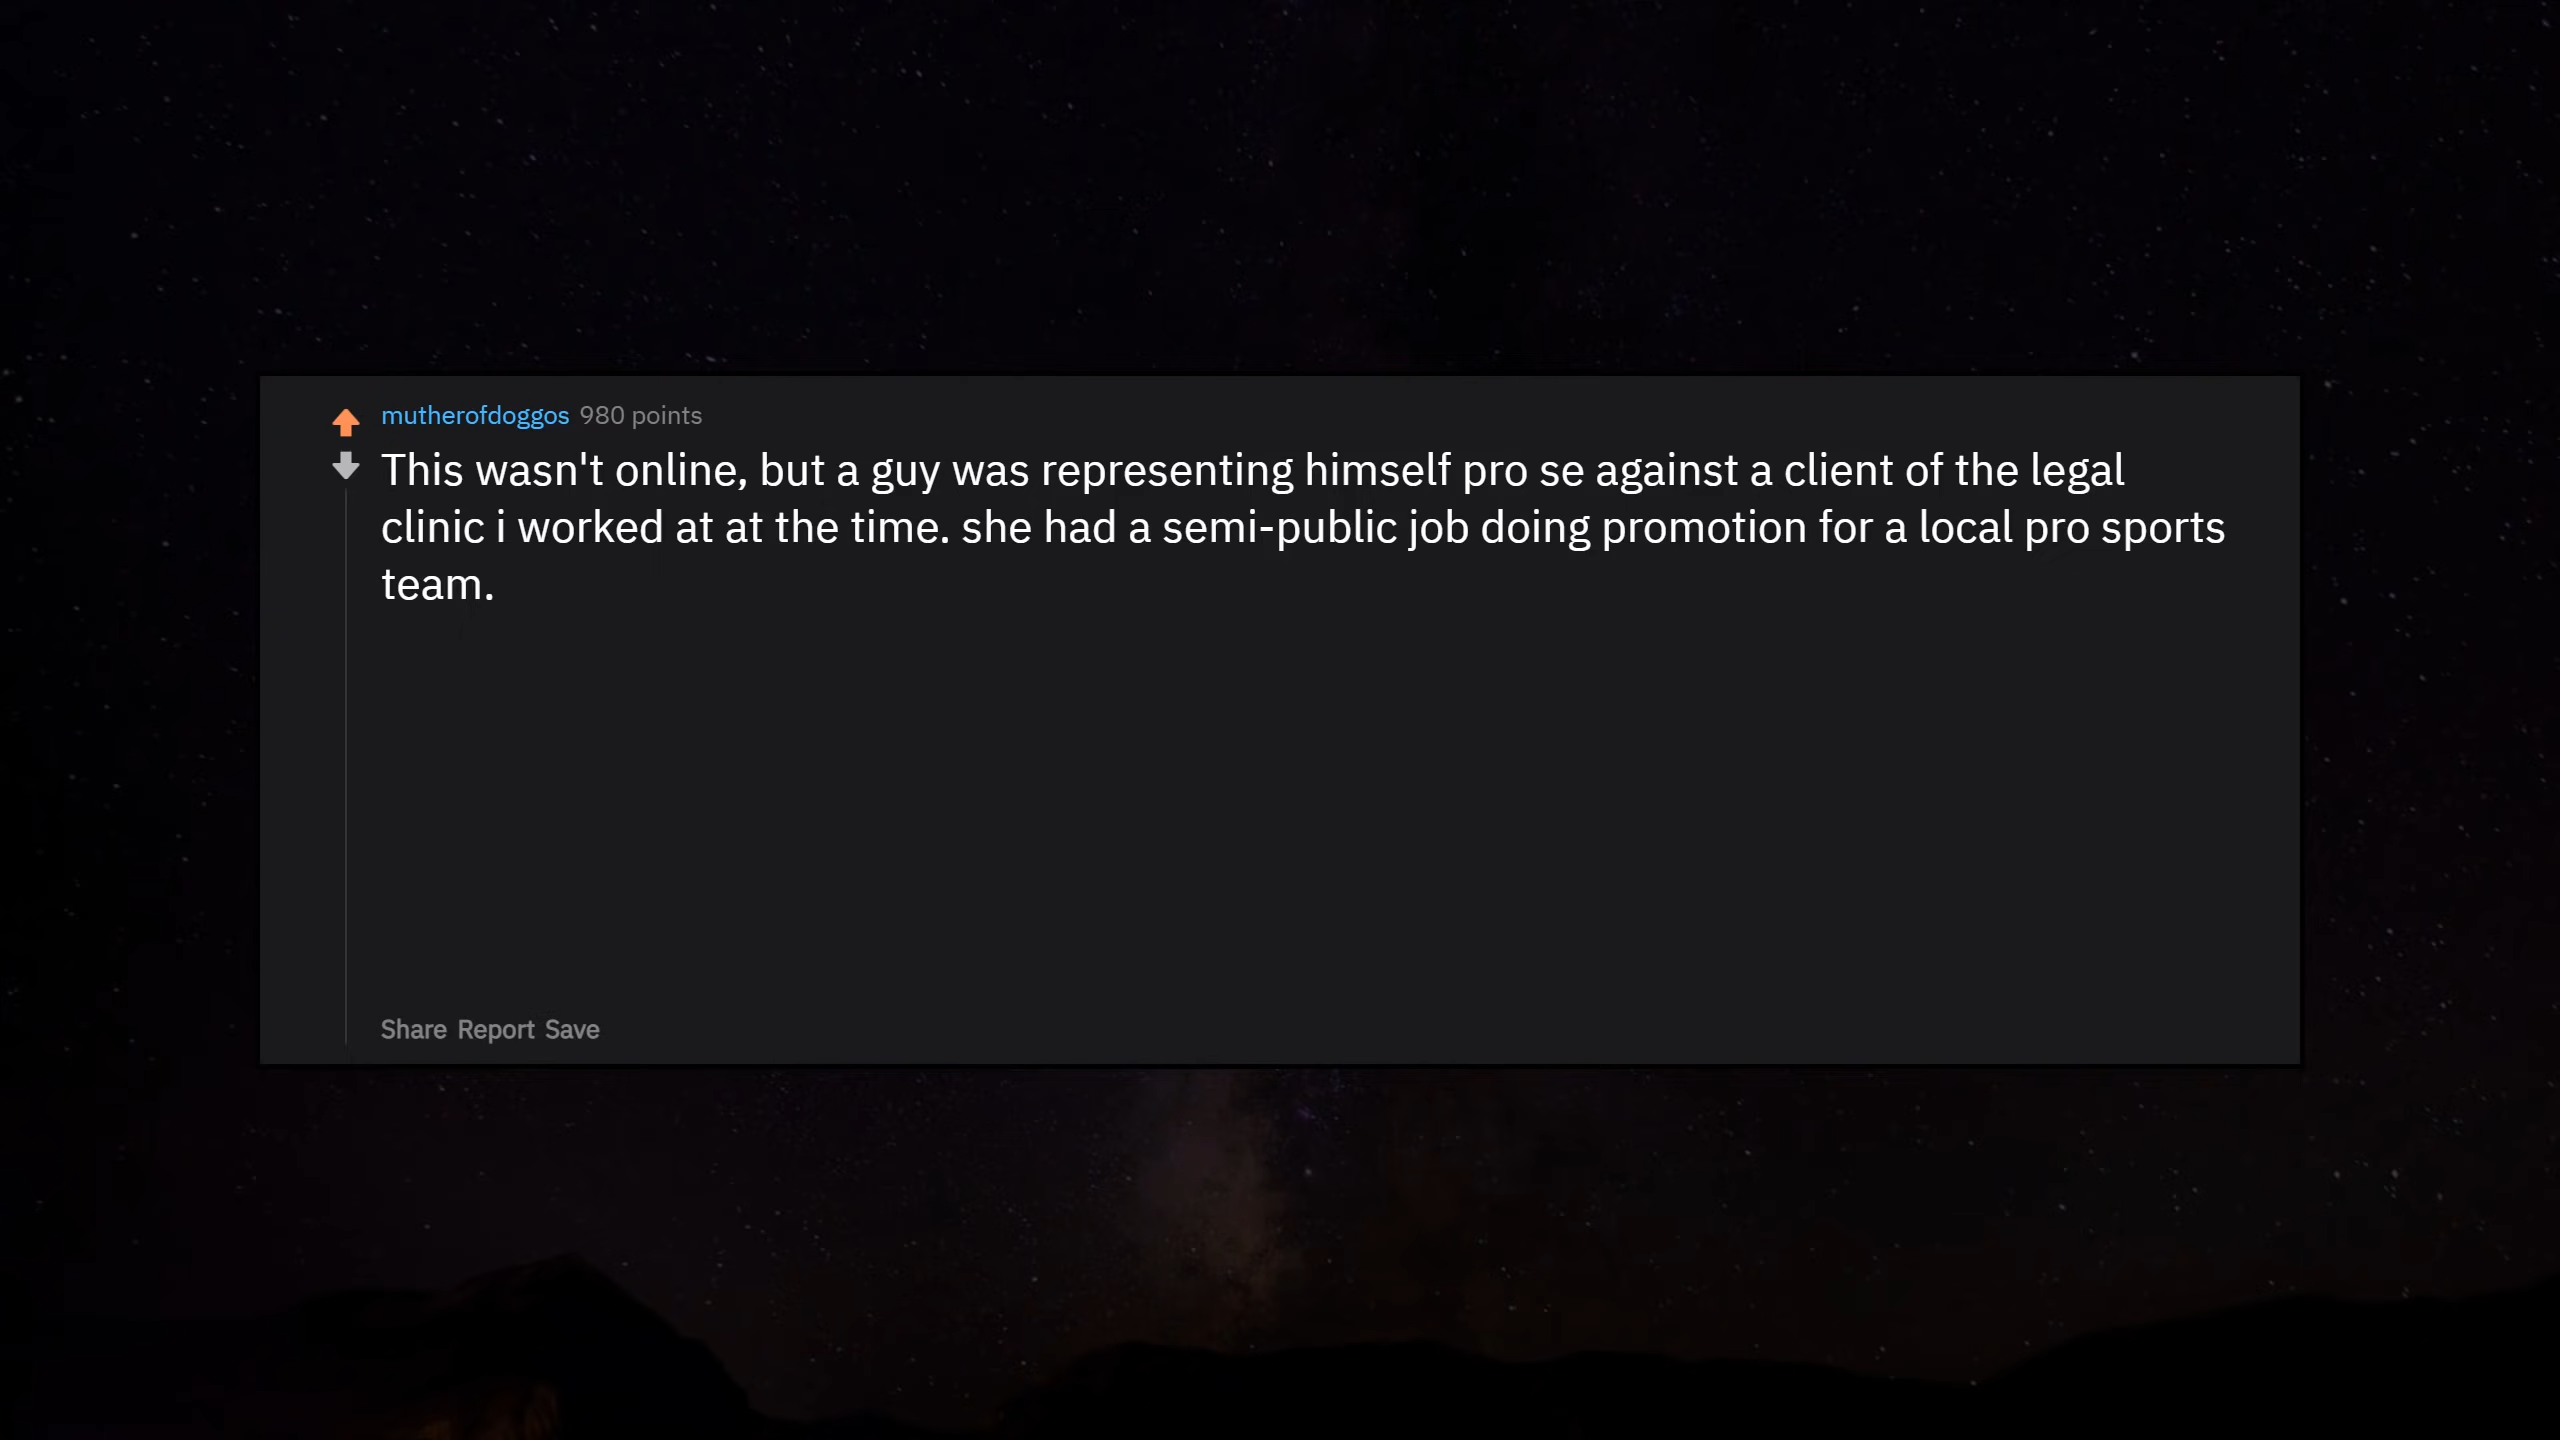 mutherofdoggos 980 points
This wasn't online, but a guy was representing himself pro se against a client of the legal
clinic i worked at at the time. she had a semi-public job doing promotion for a local pro sports
team.
Share Report Save